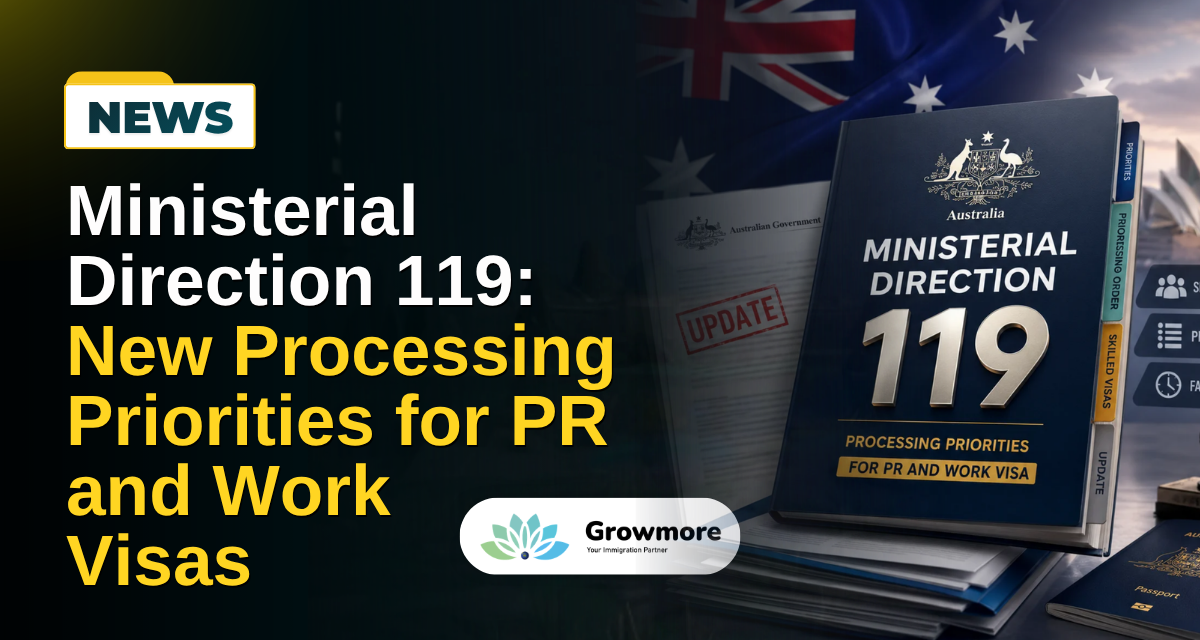 NEWS
Ministerial
Direction 119:
New Processing
Priorities for PR
and Work
Visas
Growmore
Your Immigration Partner
Australian Government
UPDATE
Australia
MINISTERIAL
DIRECTION
119
PROCESSING PRIORITIES
FOR PR AND WORK VISA
PRIORITIES
SKILLED VISAS
UPDATE
Passport